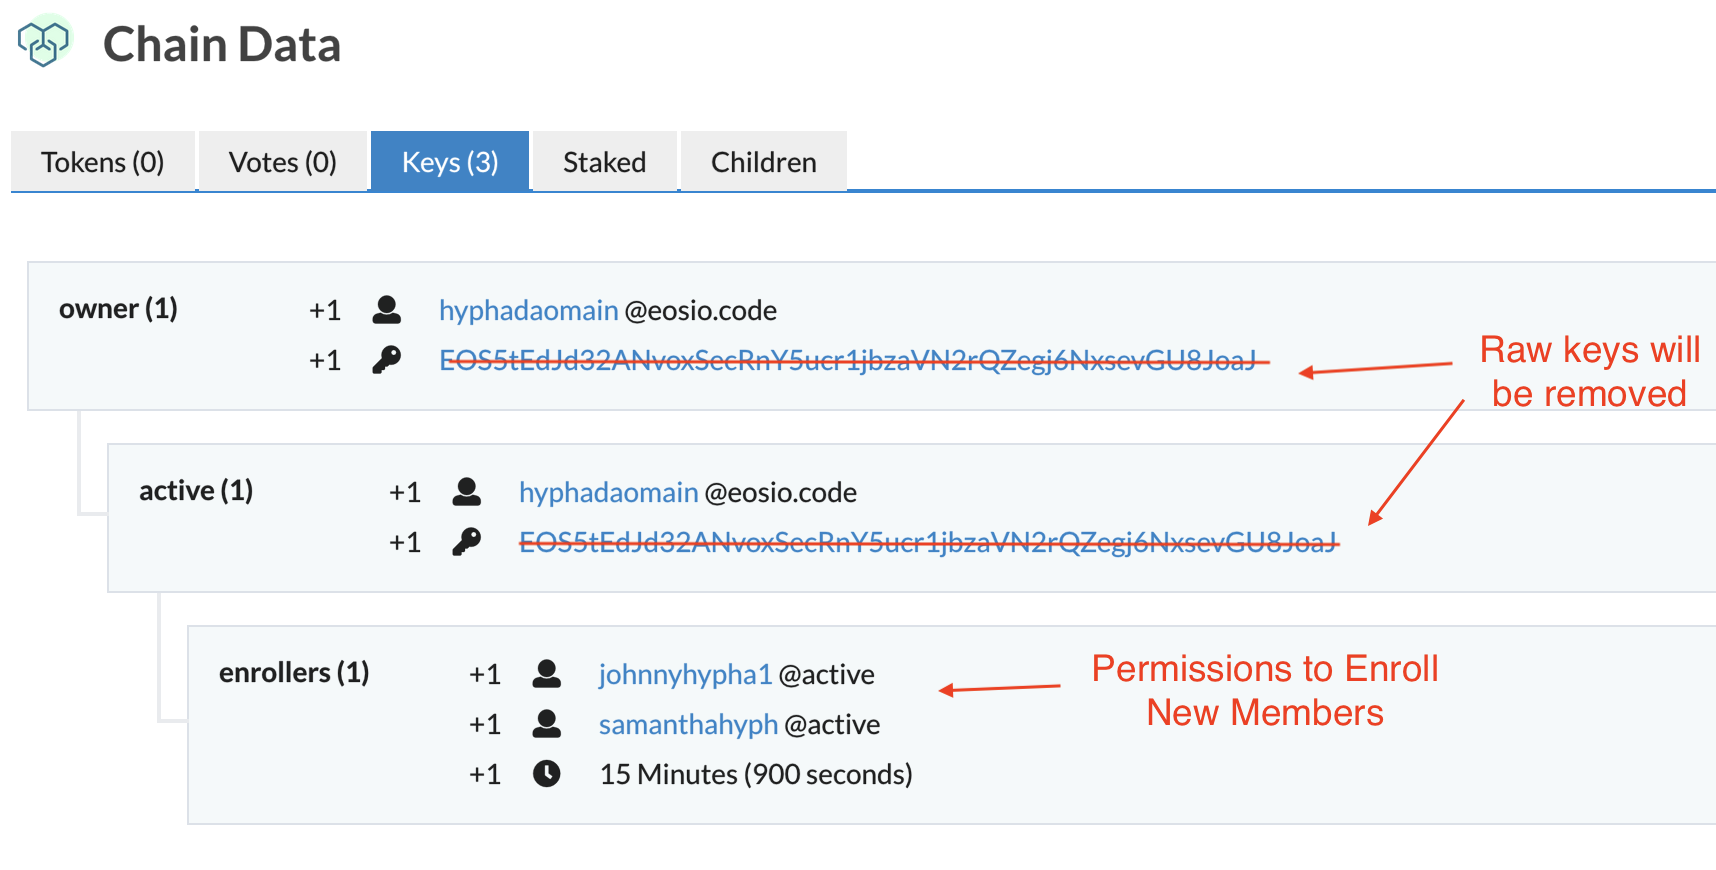 Chain Data
Tokens (0) Votes (0) Keys (3) Staked Children
owner (1) +1 hyphadaomain @eosio.code
+1 EOS5tEdJd32ANvoxSecRnY5ucr1jbzaVN2rQZegj6NxsevGU8JoaJ
Raw keys will
be removed
active (1) +1 hyphadaomain @eosio.code
+1 EOS5tEdJd32ANvoxSecRnY5ucr1jbzaVN2rQZegj6NxsevGU8JoaJ
enrollers (1) +1 johnnyhypha1 @active
Permissions to Enroll
New Members
+1 samanthahyph @active
+1 15 Minutes (900 seconds)